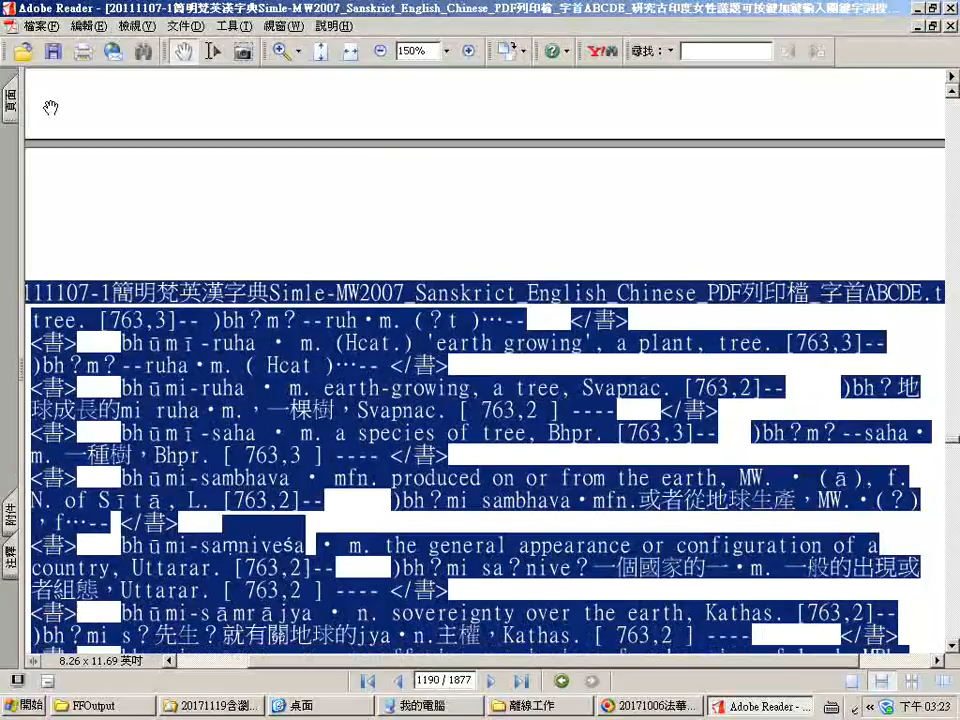 Adobe Reader - [20111107-1簡明梵英漢字典Simle-MW2007_Sanskrict_English_Chinese_PDF列印檔_字首ABCDE_研究古印度女性議題可按鍵加鍵輸入關鍵字詞搜...
檔案(F) 編輯(E) 檢視(V) 文件(D) 工具(T) 視窗(W) 說明(H)
150% Y! 尋找：
頁面
111107-1簡明梵英漢字典Simle-MW2007_Sanskrict_English_Chinese_PDF列印檔_字首ABCDE.t
tree. [763,3]-- )bh？m？--ruh‧m. (？t )…-- </書>
<書> bhūmī-ruha ‧ m. (Hcat.) 'earth growing', a plant, tree. [763,3]--
)bh？m？--ruha‧m. ( Hcat )…-- </書>
<書> bhūmi-ruha ‧ m. earth-growing, a tree, Svapnac. [763,2]-- )bh？地
球成長的mi ruha‧m.，一棵樹，Svapnac. [ 763,2 ] ---- </書>
<書> bhūmī-saha ‧ m. a species of tree, Bhpr. [763,3]-- )bh？m？--saha‧
m. 一種樹，Bhpr. [ 763,3 ] ---- </書>
<書> bhūmi-sambhava ‧ mfn. produced on or from the earth, MW. ‧ (ā), f.
N. of Sītā, L. [763,2]-- )bh？mi sambhava‧mfn.或者從地球生產，MW.‧(？)
，f…-- </書>
<書> bhūmi-saṃniveśa ‧ m. the general appearance or configuration of a
country, Uttarar. [763,2]-- )bh？mi sa？nive？一個國家的一‧m. 一般的出現或
者組態，Uttarar. [ 763,2 ] ---- </書>
<書> bhūmi-sāmrājya ‧ n. sovereignty over the earth, Kathas. [763,2]--
)bh？mi s？先生？就有關地球的jya‧n.主權，Kathas. [ 763,2 ] ---- </書>
附件
注釋
8.26 x 11.69 英吋
1190 / 1877
開始 FFOutput 20171119含瀏... 桌面 我的電腦 離線工作 20171006法華... Adobe Reader - [... 下午 03:23